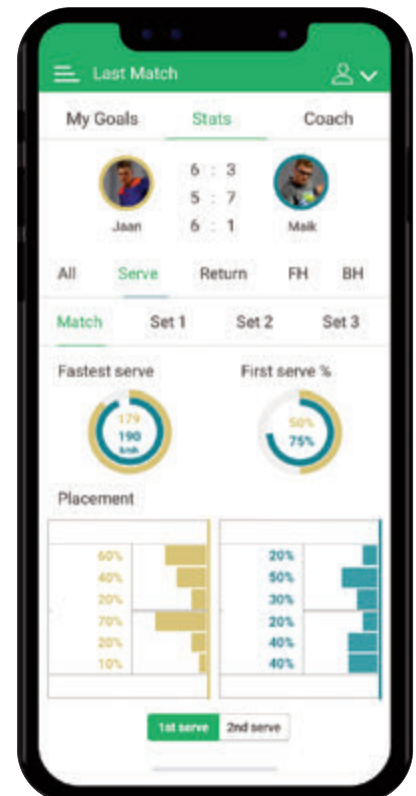 Last Match
My Goals Stats Coach
6 : 3
5 : 7
6 : 1
Jaan Maik
All Serve Return FH BH
Match Set 1 Set 2 Set 3
Fastest serve First serve %
179 50%
190 75%
kmh
Placement
60% 20%
40% 50%
20% 30%
70% 20%
20% 40%
10% 40%
1st serve 2nd serve